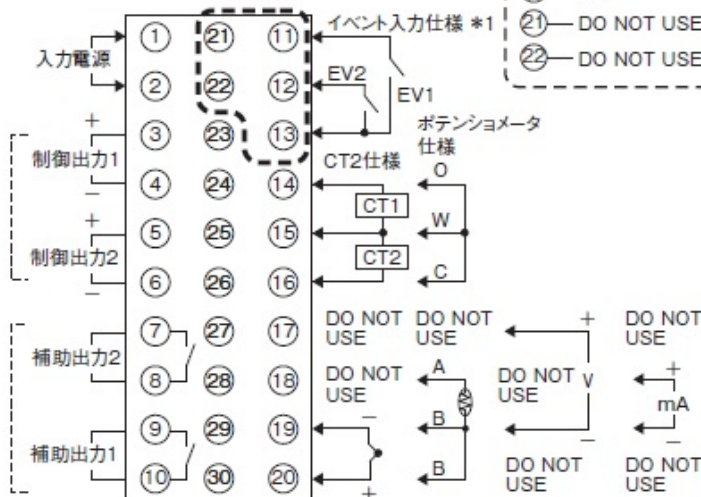 イベント入力仕様 *1
㉑ DO NOT USE
㉒ DO NOT USE
入力電源
① ㉑ ⑪
② ㉒ ⑫
EV2
EV1
+
③ ㉓ ⑬
制御出力1
④ ㉔ ⑭
−
ポテンショメータ
仕様
CT2仕様
O
CT1
W
CT2
C
+
⑤ ㉕ ⑮
制御出力2
⑥ ㉖ ⑯
−
⑦ ㉗ ⑰
補助出力2
⑧ ㉘ ⑱
⑨ ㉙ ⑲
補助出力1
⑩ ㉚ ⑳
DO NOT
USE
DO NOT
USE
−
+
DO NOT
USE
A
B
B
+
DO NOT
USE
V
−
DO NOT
USE
DO NOT
USE
+
mA
−
DO NOT
USE